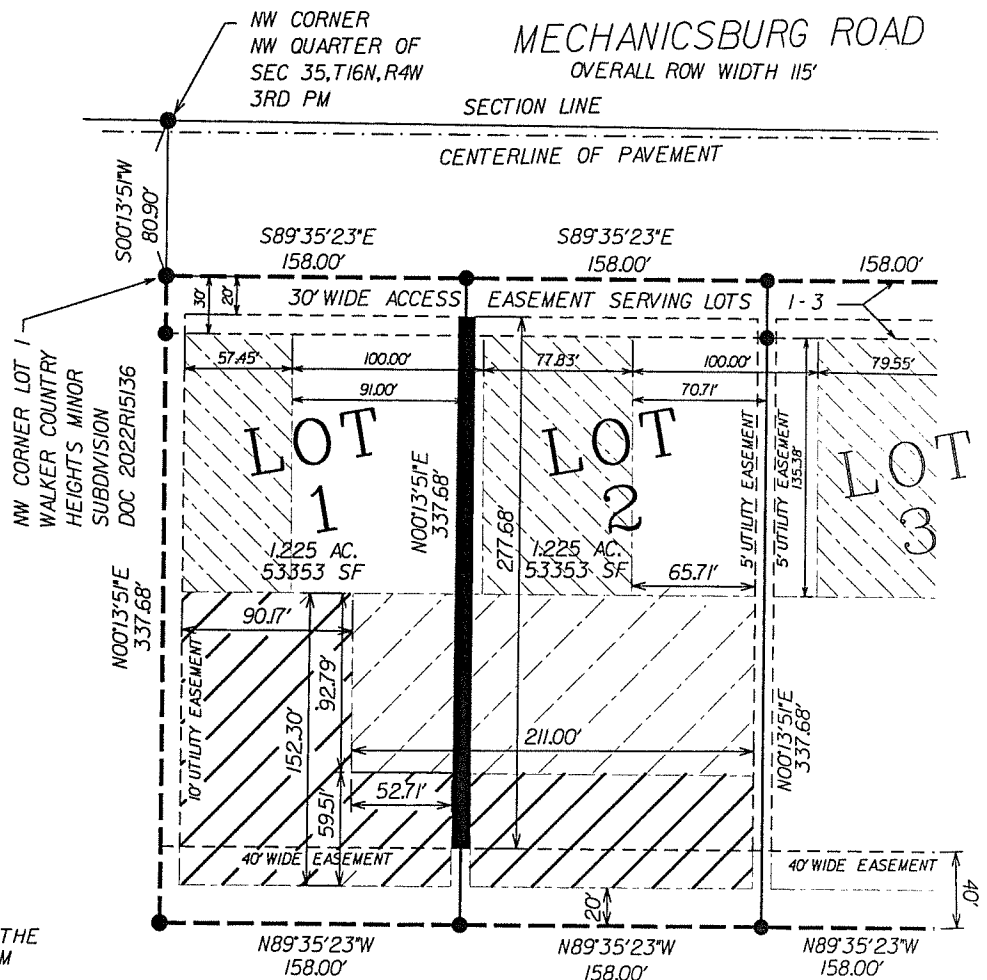 NW CORNER
NW QUARTER OF
SEC 35,T16N,R4W
3RD PM
MECHANICSBURG ROAD
OVERALL ROW WIDTH 115'
SECTION LINE
CENTERLINE OF PAVEMENT
S00°13'51"W
80.90'
S89°35'23"E
158.00'
S89°35'23"E
158.00'
158.00'
30'
20'
30' WIDE ACCESS EASEMENT SERVING LOTS 1-3
57.45'
100.00'
77.83'
100.00'
79.55'
91.00'
70.71'
NW CORNER LOT 1
WALKER COUNTRY
HEIGHTS MINOR
SUBDIVISION
DOC 2022R15136
LOT
1
1.225 AC.
53353 SF
N00°13'51"E
337.68'
277.68'
LOT
2
1.225 AC.
53353 SF
65.71'
5' UTILITY EASEMENT
5' UTILITY EASEMENT
135.38'
LOT
3
N00°13'51"E
337.68'
90.17'
10' UTILITY EASEMENT
152.30'
92.79'
59.51'
211.00'
52.71'
N00°13'51"E
337.68'
40' WIDE EASEMENT
40' WIDE EASEMENT
20'
40'
THE
M
N89°35'23"W
158.00'
N89°35'23"W
158.00'
N89°35'23"W
158.00'